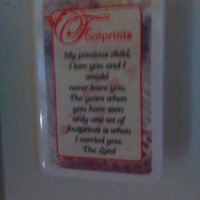 Footprints
My precious child,
I love you and I
would
never leave you.
The years when
you have seen
only one set of
footprints is when
I carried you.
The Lord